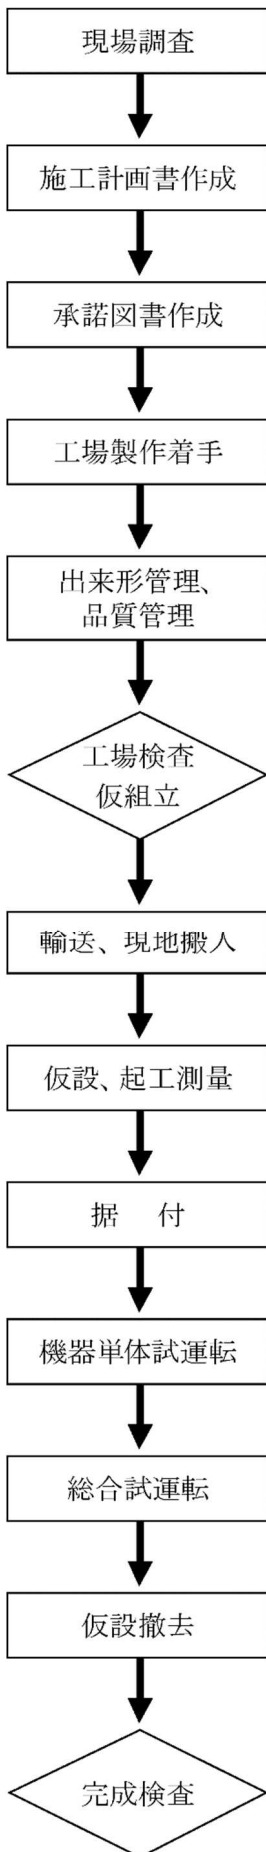 現場調査
施工計画書作成
承諾図書作成
工場製作着手
出来形管理、
品質管理
工場検査
仮組立
輸送、現地搬入
仮設、起工測量
据 付
機器単体試運転
総合試運転
仮設撤去
完成検査